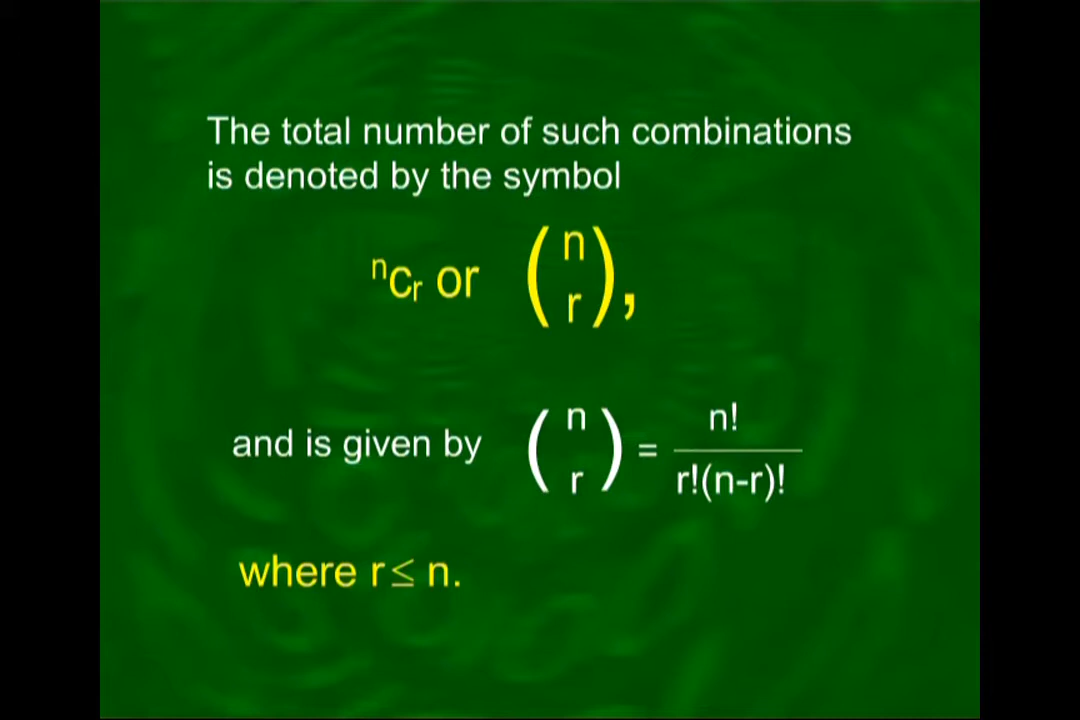 The total number of such combinations
is denoted by the symbol
ⁿCᵣ or (n r),
and is given by (n r) = n! / r!(n-r)!
where r ≤ n.